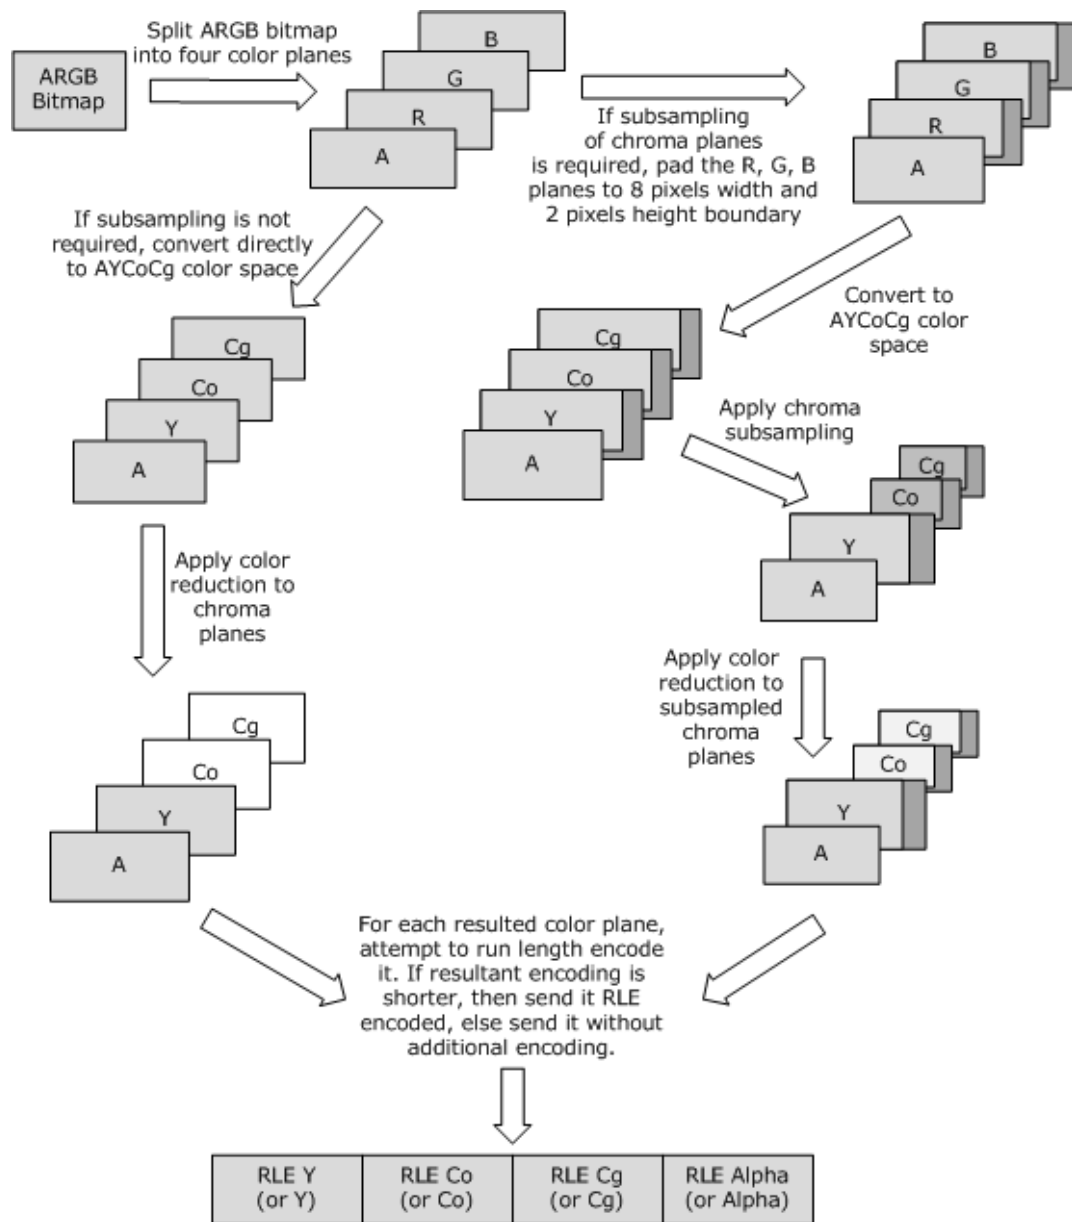 Split ARGB bitmap
into four color planes
ARGB
Bitmap
B
G
R
A
If subsampling
of chroma planes
is required, pad the R, G, B
planes to 8 pixels width and
2 pixels height boundary
B
G
R
A
If subsampling is not
required, convert directly
to AYCoCg color space
Convert to
AYCoCg color
space
Cg
Co
Y
A
Cg
Co
Y
A
Apply chroma
subsampling
Cg
Co
Y
A
Apply color
reduction to
chroma
planes
Apply color
reduction to
subsampled
chroma
planes
Cg
Co
Y
A
Cg
Co
Y
A
For each resulted color plane,
attempt to run length encode
it. If resultant encoding is
shorter, then send it RLE
encoded, else send it without
additional encoding.
RLE Y
(or Y)
RLE Co
(or Co)
RLE Cg
(or Cg)
RLE Alpha
(or Alpha)